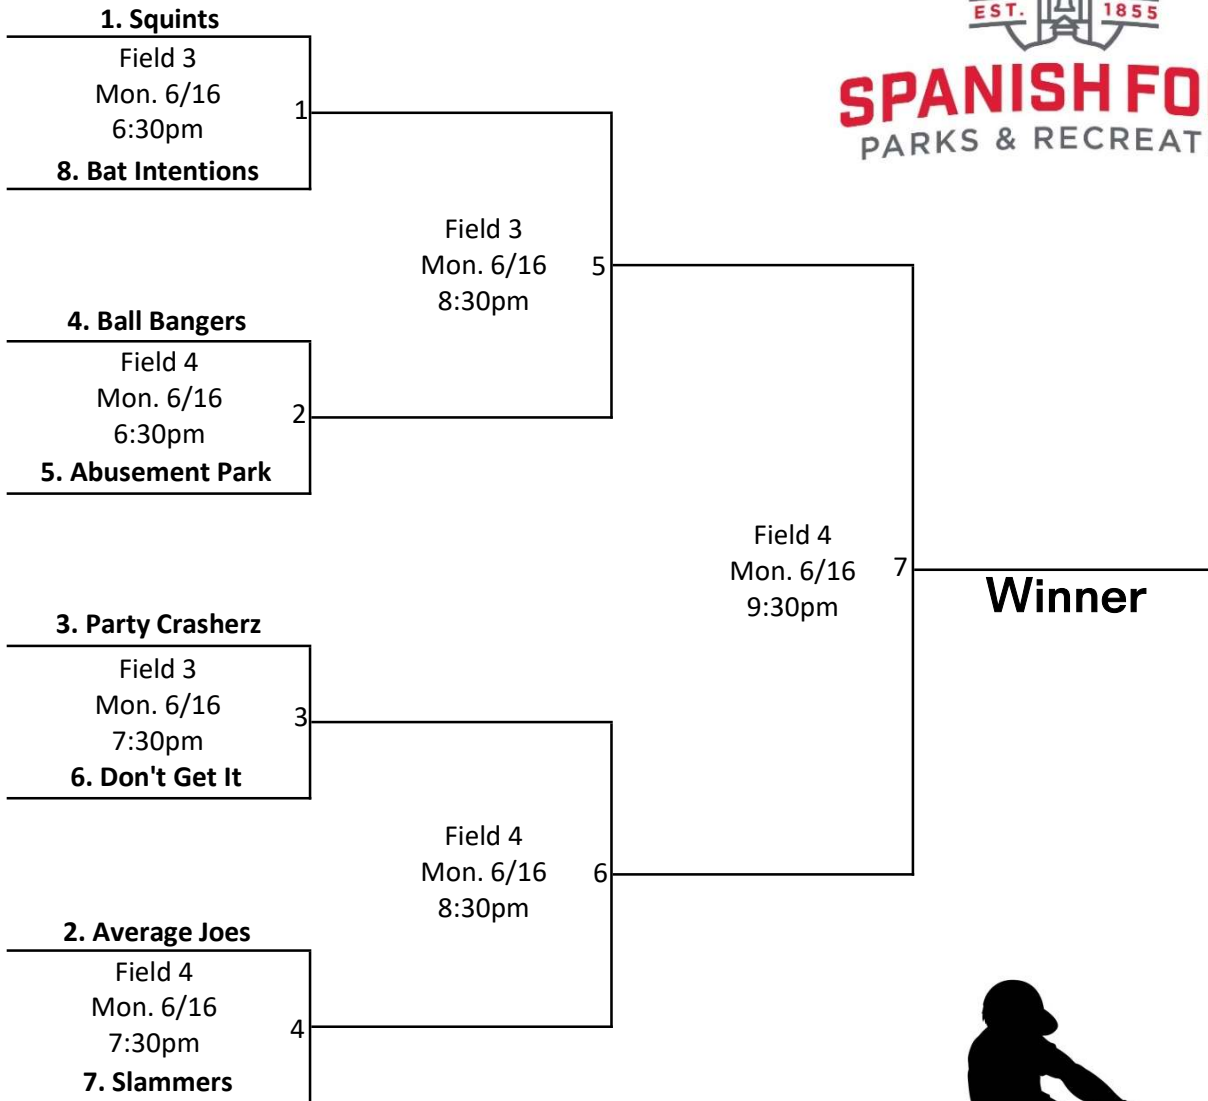 1. Squints
Field 3
Mon. 6/16
6:30pm
1
8. Bat Intentions
EST. 1855
SPANISH FO
PARKS & RECREAT
Field 3
Mon. 6/16
8:30pm
5
4. Ball Bangers
Field 4
Mon. 6/16
6:30pm
2
5. Abusement Park
Field 4
Mon. 6/16
9:30pm
7
Winner
3. Party Crasherz
Field 3
Mon. 6/16
7:30pm
3
6. Don't Get It
Field 4
Mon. 6/16
8:30pm
6
2. Average Joes
Field 4
Mon. 6/16
7:30pm
4
7. Slammers